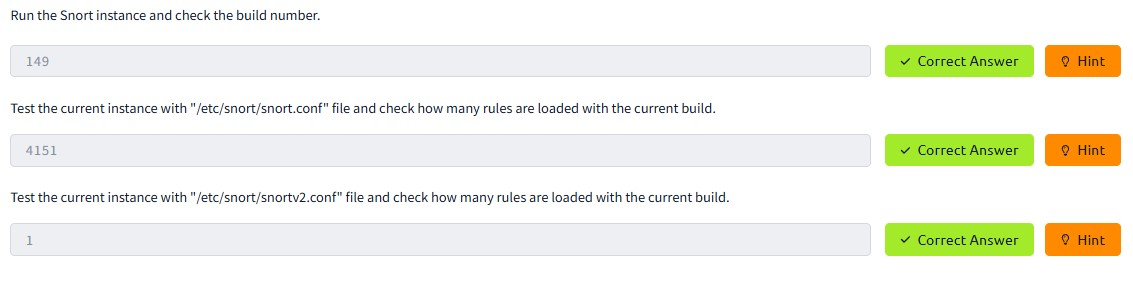 Run the Snort instance and check the build number.
149
Correct Answer
Hint
Test the current instance with "/etc/snort/snort.conf" file and check how many rules are loaded with the current build.
4151
Correct Answer
Hint
Test the current instance with "/etc/snort/snortv2.conf" file and check how many rules are loaded with the current build.
1
Correct Answer
Hint